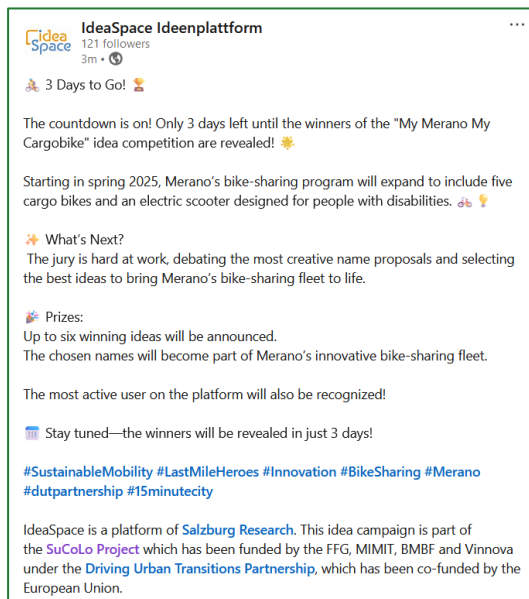 idea
Space
IdeaSpace Ideenplattform
121 followers
3m •
🚲 3 Days to Go! 🏆
The countdown is on! Only 3 days left until the winners of the "My Merano My
Cargobike" idea competition are revealed! 🌟
Starting in spring 2025, Merano's bike-sharing program will expand to include five
cargo bikes and an electric scooter designed for people with disabilities. 🚲 💡
✨ What's Next?
The jury is hard at work, debating the most creative name proposals and selecting
the best ideas to bring Merano's bike-sharing fleet to life.
🎉 Prizes:
Up to six winning ideas will be announced.
The chosen names will become part of Merano's innovative bike-sharing fleet.
The most active user on the platform will also be recognized!
🗓 Stay tuned—the winners will be revealed in just 3 days!
#SustainableMobility #LastMileHeroes #Innovation #BikeSharing #Merano
#dutpartnership #15minutecity
IdeaSpace is a platform of Salzburg Research. This idea campaign is part of
the SuCoLo Project which has been funded by the FFG, MIMIT, BMBF and Vinnova
under the Driving Urban Transitions Partnership, which has been co-funded by the
European Union.